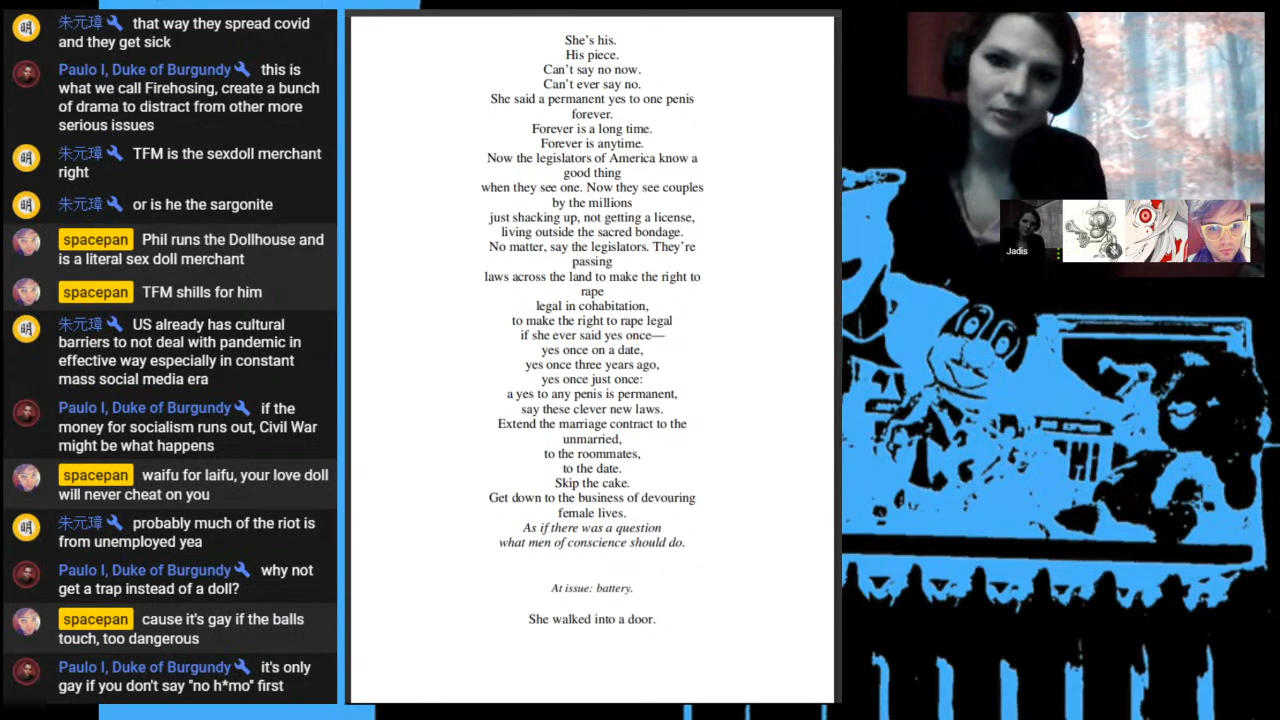 朱元璋 that way they spread covid
and they get sick
Paulo I, Duke of Burgundy this is
what we call Firehosing, create a bunch
of drama to distract from other more
serious issues
朱元璋 TFM is the sexdoll merchant
right
朱元璋 or is he the sargonite
spacepan Phil runs the Dollhouse and
is a literal sex doll merchant
spacepan TFM shills for him
朱元璋 US already has cultural
barriers to not deal with pandemic in
effective way especially in constant
mass social media era
Paulo I, Duke of Burgundy if the
money for socialism runs out, Civil War
might be what happens
spacepan waifu for laifu, your love doll
will never cheat on you
朱元璋 probably much of the riot is
from unemployed yea
Paulo I, Duke of Burgundy why not
get a trap instead of a doll?
spacepan cause it's gay if the balls
touch, too dangerous
Paulo I, Duke of Burgundy it's only
gay if you don't say "no h*mo" first
She's his.
His piece.
Can't say no now.
Can't ever say no.
She said a permanent yes to one penis
forever.
Forever is a long time.
Forever is anytime.
Now the legislators of America know a
good thing
when they see one. Now they see couples
by the millions
just shacking up, not getting a license,
living outside the sacred bondage.
No matter, say the legislators. They're
passing
laws across the land to make the right to
rape
legal in cohabitation,
to make the right to rape legal
if she ever said yes once—
yes once on a date,
yes once three years ago,
yes once just once:
a yes to any penis is permanent,
say these clever new laws.
Extend the marriage contract to the
unmarried,
to the roommates,
to the date.
Skip the cake.
Get down to the business of devouring
female lives.
As if there was a question
what men of conscience should do.
At issue: battery.
She walked into a door.
Jadis
明
明
明
明
明